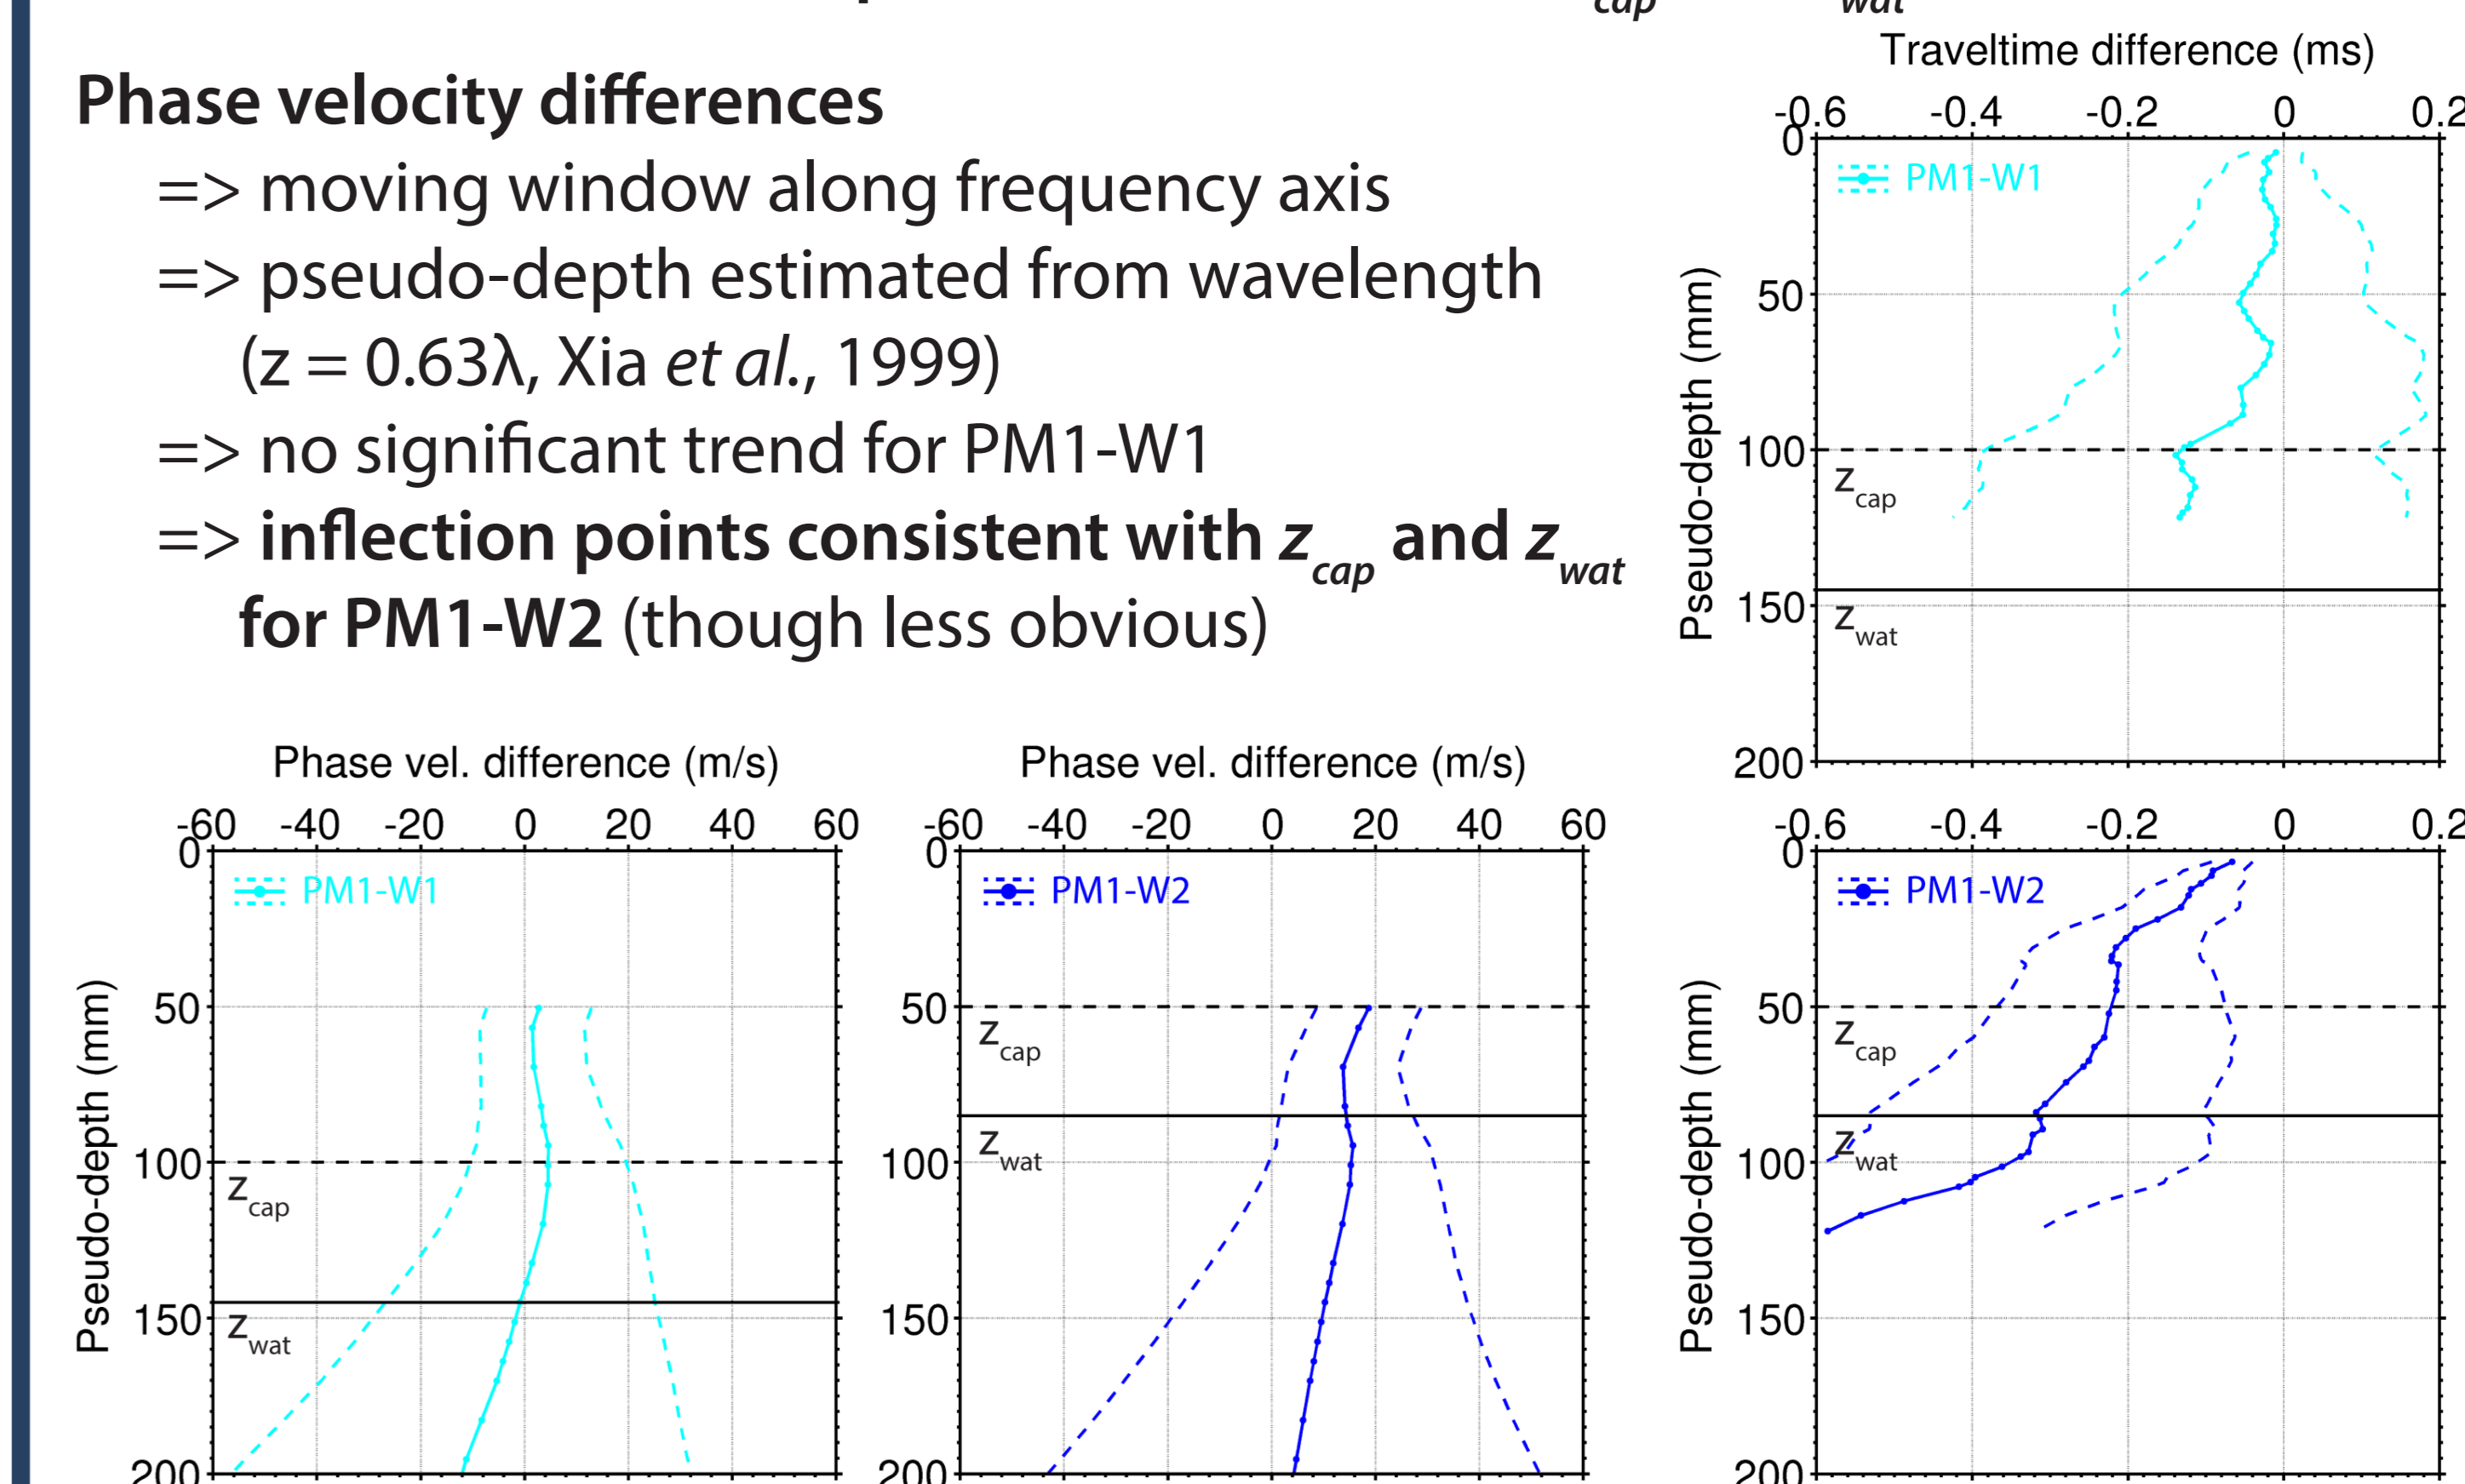 cap wat
Phase velocity differences
=> moving window along frequency axis
=> pseudo-depth estimated from wavelength
(z = 0.63λ, Xia et al., 1999)
=> no significant trend for PM1-W1
=> inflection points consistent with zcap and zwat
for PM1-W2 (though less obvious)
Traveltime difference (ms)
-0.6 -0.4 -0.2 0 0.2
Pseudo-depth (mm)
0
50
100
150
200
PM1-W1
zcap
zwat
Phase vel. difference (m/s)
-60 -40 -20 0 20 40 60
Pseudo-depth (mm)
0
50
100
150
200
PM1-W1
zcap
zwat
Phase vel. difference (m/s)
-60 -40 -20 0 20 40 60
0
50
100
150
200
PM1-W2
zcap
zwat
-0.6 -0.4 -0.2 0 0.2
Pseudo-depth (mm)
0
50
100
150
200
PM1-W2
zcap
zwat